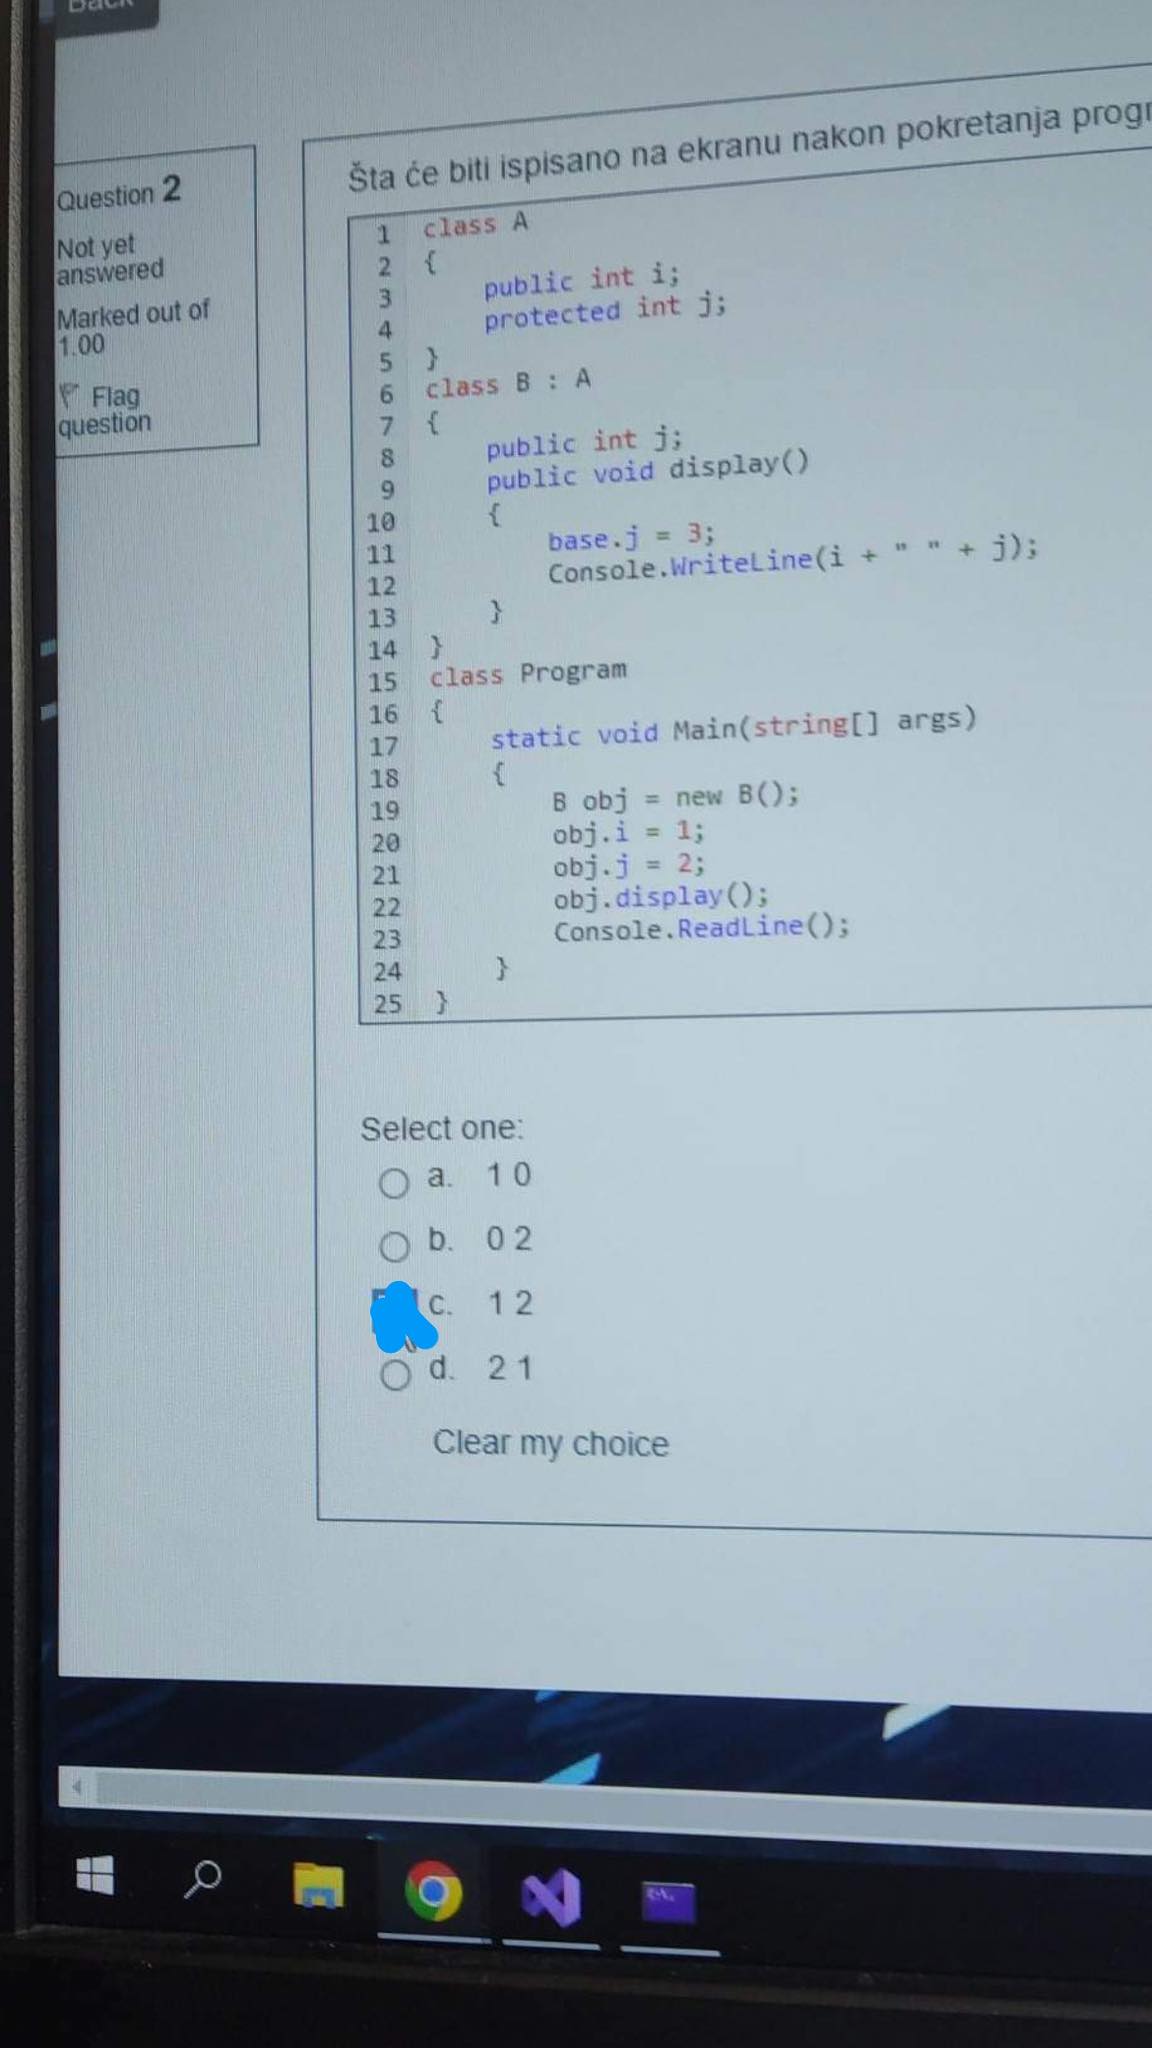 Back
Question 2
Not yet
answered
Marked out of
1.00
Flag
question
Šta će biti ispisano na ekranu nakon pokretanja progr
1 class A
2 {
3 public int i;
4 protected int j;
5 }
6 class B : A
7 {
8 public int j;
9 public void display()
10 {
11 base.j = 3;
12 Console.WriteLine(i + " " + j);
13 }
14 }
15 class Program
16 {
17 static void Main(string[] args)
18 {
19 B obj = new B();
20 obj.i = 1;
21 obj.j = 2;
22 obj.display();
23 Console.ReadLine();
24 }
25 }
Select one:
a. 1 0
b. 0 2
c. 1 2
d. 2 1
Clear my choice